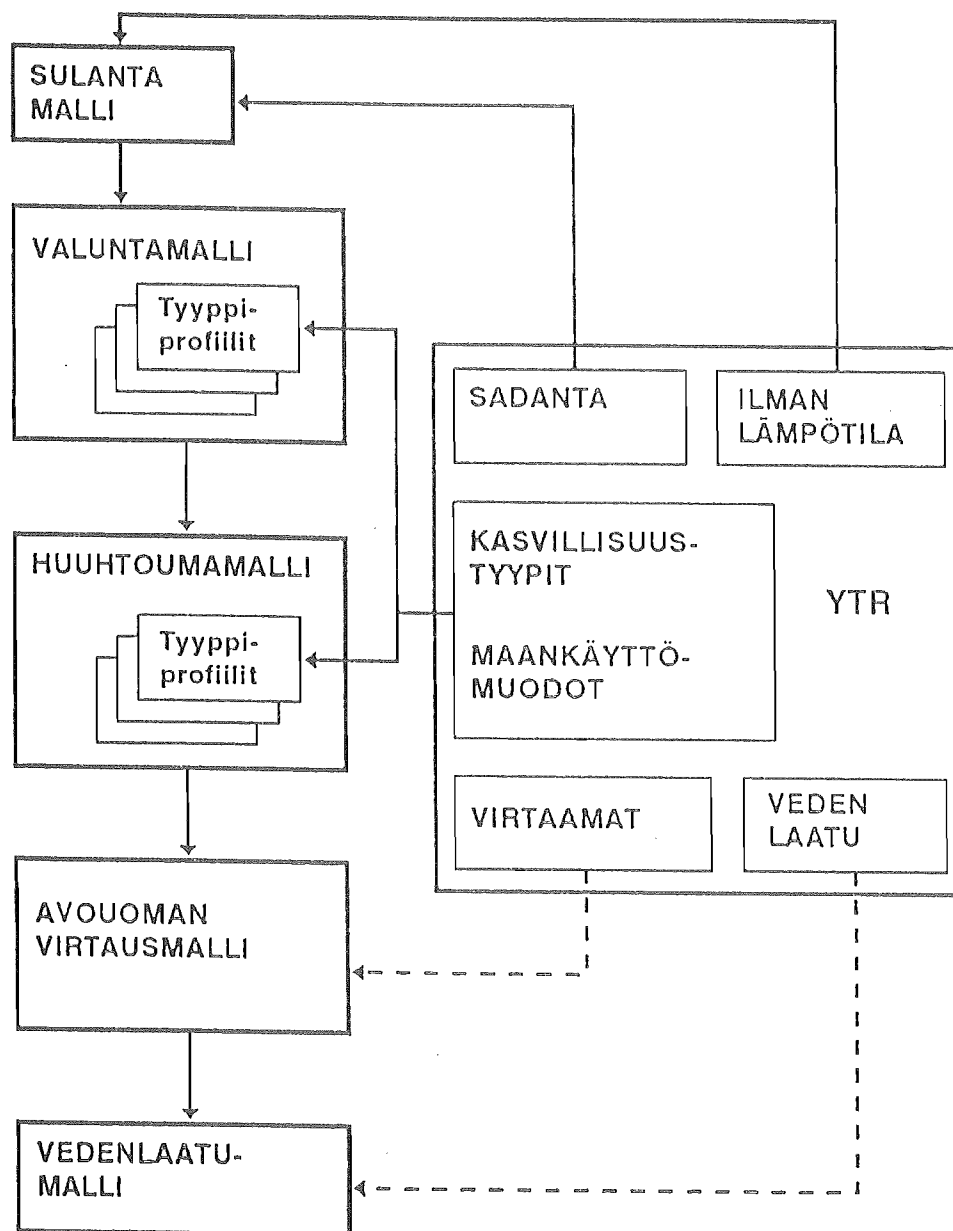 SULANTA
MALLI
VALUNTAMALLI
Tyyppi-
profiilit
HUUHTOUMAMALLI
Tyyppi-
profiilit
AVOUOMAN
VIRTAUSMALLI
VEDENLAATU-
MALLI
SADANTA
ILMAN
LÄMPÖTILA
KASVILLISUUS-
TYYPIT
MAANKÄYTTÖ-
MUODOT
YTR
VIRTAAMAT
VEDEN
LAATU